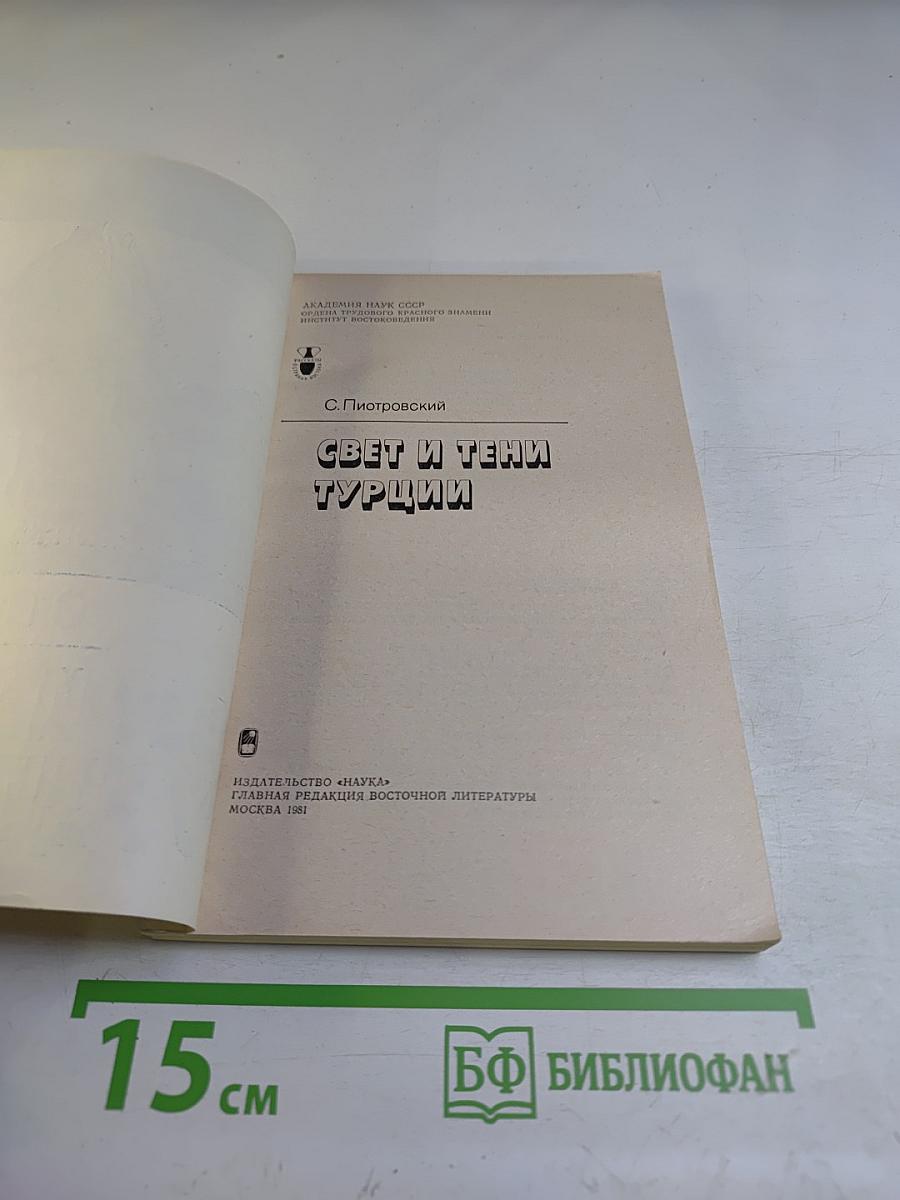 АКАДЕМИЯ НАУК СССР
ОРДЕНА ТРУДОВОГО КРАСНОГО ЗНАМЕНИ
ИНСТИТУТ ВОСТОКОВЕДЕНИЯ
С. Пиотровский
СВЕТ И ТЕНИ
ТУРЦИИ
ИЗДАТЕЛЬСТВО «НАУКА»
ГЛАВНАЯ РЕДАКЦИЯ ВОСТОЧНОЙ ЛИТЕРАТУРЫ
МОСКВА 1981
15 см
БФ БИБЛИОФАН